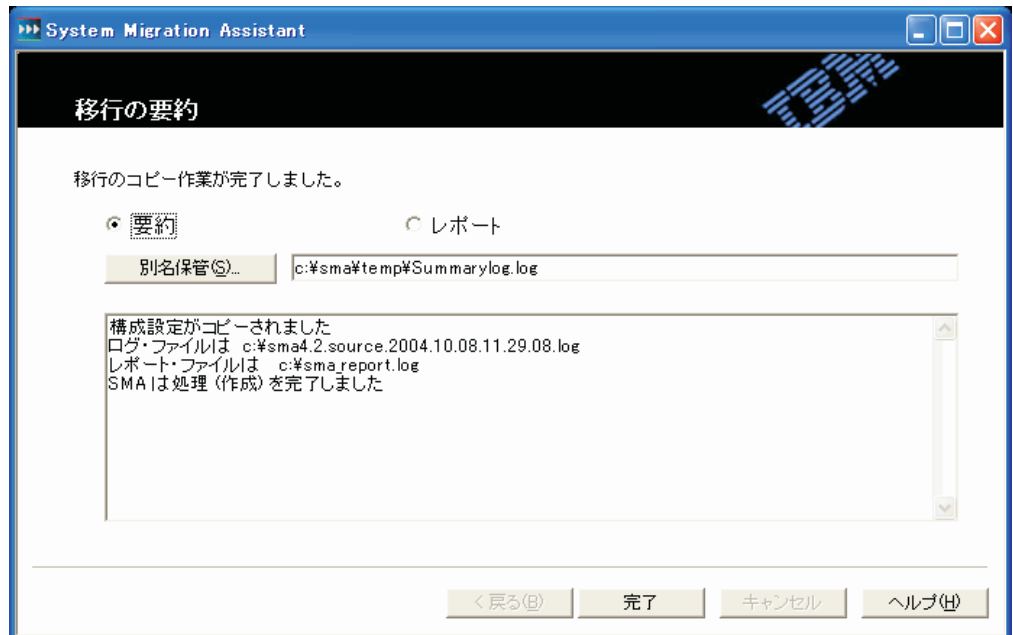 System Migration Assistant
IBM
移行の要約
移行のコピー作業が完了しました。
要約 レポート
別名保管(S)... c:¥sma¥temp¥Summarylog.log
構成設定がコピーされました
ログ・ファイルは c:¥sma4.2.source.2004.10.08.11.29.08.log
レポート・ファイルは c:¥sma_report.log
SMA は処理 (作成) を完了しました
< 戻る(B) 完了 キャンセル ヘルプ(H)